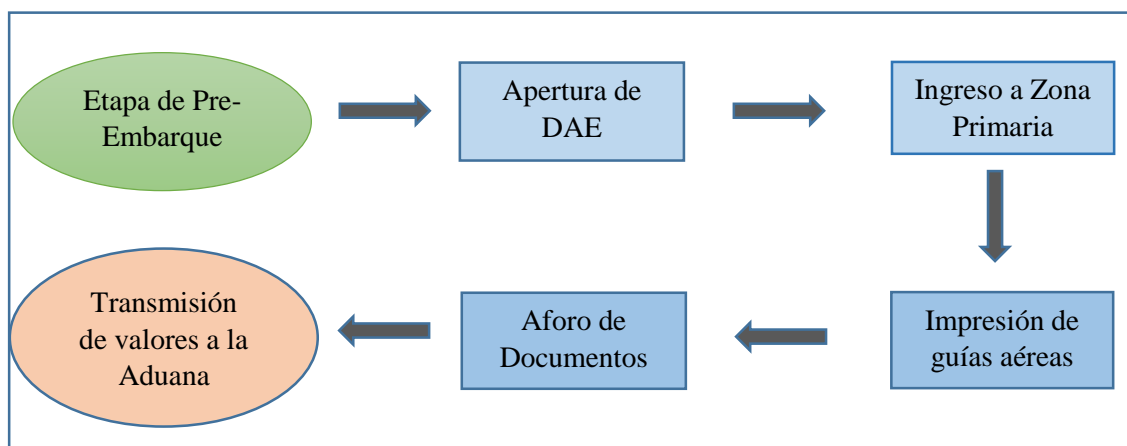 Etapa de Pre-
Embarque
Apertura de
DAE
Ingreso a Zona
Primaria
Impresión de
guías aéreas
Aforo de
Documentos
Transmisión
de valores a la
Aduana